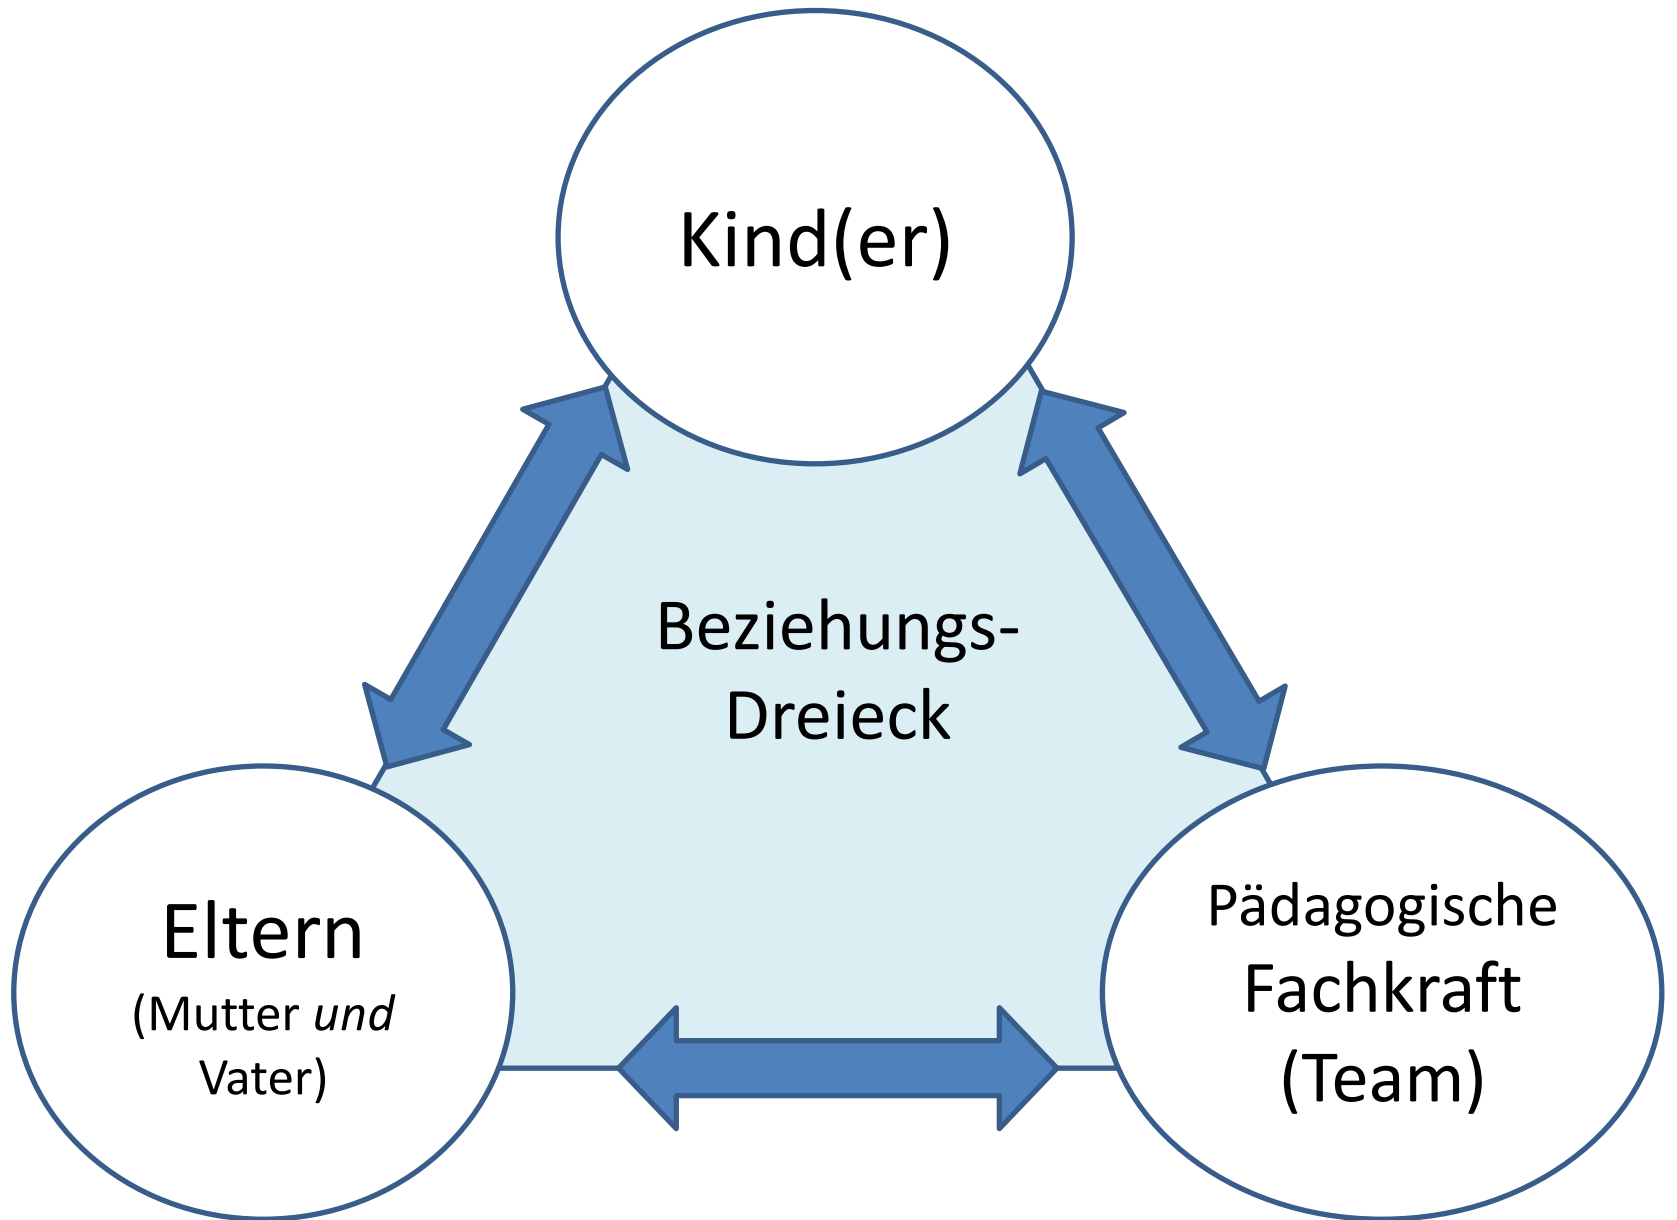 Kind(er)
Beziehungs-
Dreieck
Eltern
(Mutter und
Vater)
Pädagogische
Fachkraft
(Team)